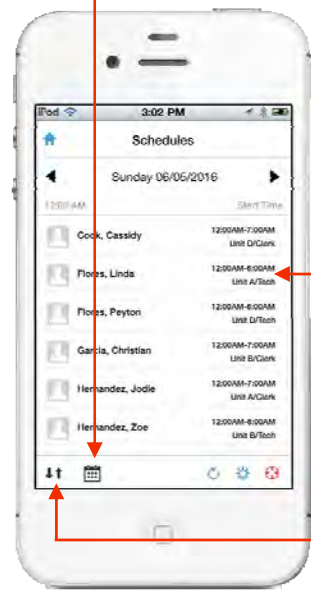 iPod 3:02 PM
Schedules
Sunday 06/05/2016
12:00 AM Start Time
Cook, Cassidy 12:00AM-7:00AM
Unit D/Clerk
Flores, Linda 12:00AM-6:00AM
Unit A/Tech
Flores, Peyton 12:00AM-6:00AM
Unit D/Tech
Garcia, Christian 12:00AM-7:00AM
Unit B/Clerk
Hernandez, Jodie 12:00AM-7:00AM
Unit A/Clerk
Hernandez, Zoe 12:00AM-6:00AM
Unit B/Tech